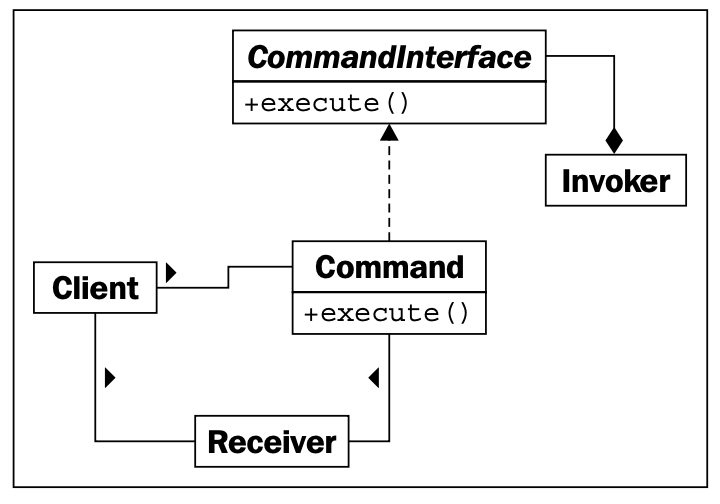 CommandInterface
+execute()
Invoker
Command
Client
+execute()
Receiver